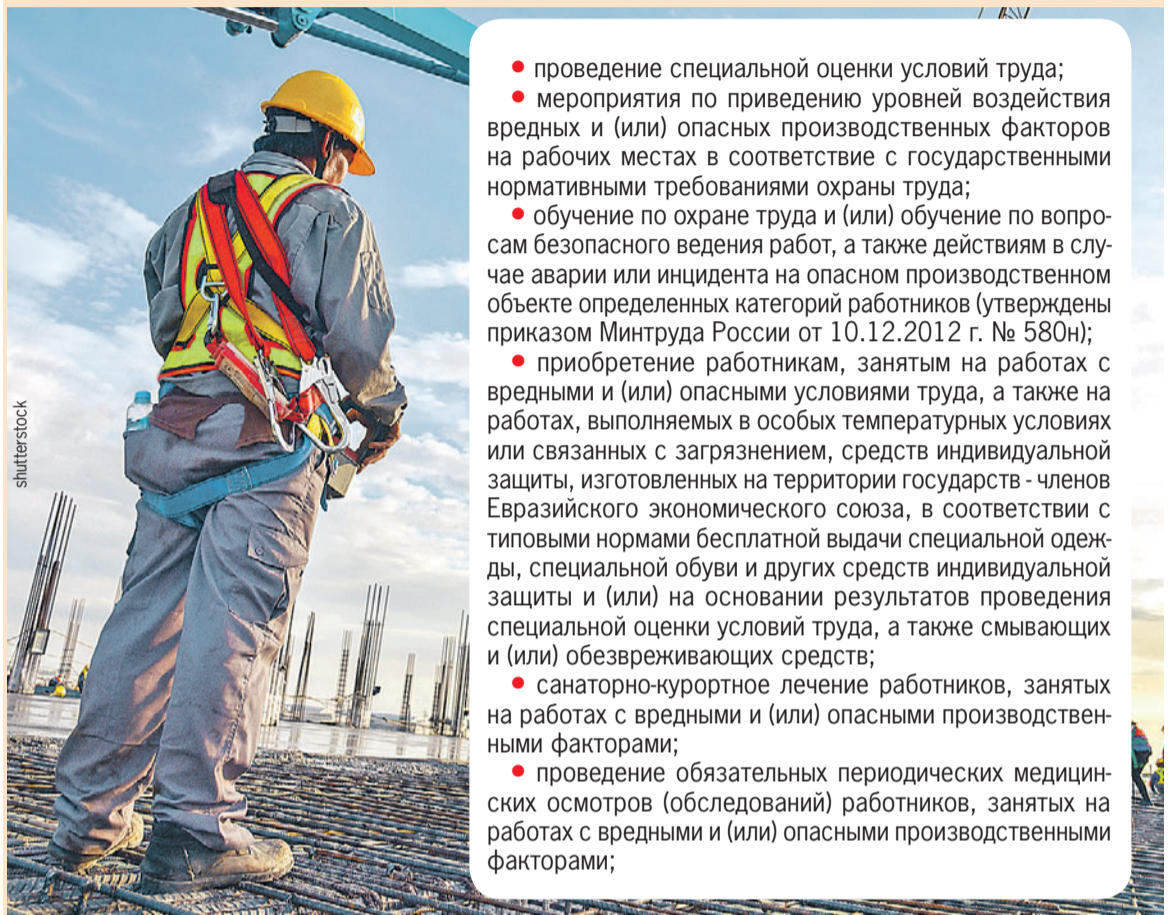 shutterstock
• проведение специальной оценки условий труда;
• мероприятия по приведению уровней воздействия
вредных и (или) опасных производственных факторов
на рабочих местах в соответствие с государственными
нормативными требованиями охраны труда;
• обучение по охране труда и (или) обучение по вопро-
сам безопасного ведения работ, а также действиям в слу-
чае аварии или инцидента на опасном производственном
объекте определенных категорий работников (утверждены
приказом Минтруда России от 10.12.2012 г. № 580н);
• приобретение работникам, занятым на работах с
вредными и (или) опасными условиями труда, а также на
работах, выполняемых в особых температурных условиях
или связанных с загрязнением, средств индивидуальной
защиты, изготовленных на территории государств - членов
Евразийского экономического союза, в соответствии с
типовыми нормами бесплатной выдачи специальной одеж-
ды, специальной обуви и других средств индивидуальной
защиты и (или) на основании результатов проведения
специальной оценки условий труда, а также смывающих
и (или) обезвреживающих средств;
• санаторно-курортное лечение работников, занятых
на работах с вредными и (или) опасными производствен-
ными факторами;
• проведение обязательных периодических медицин-
ских осмотров (обследований) работников, занятых на
работах с вредными и (или) опасными производственными
факторами;